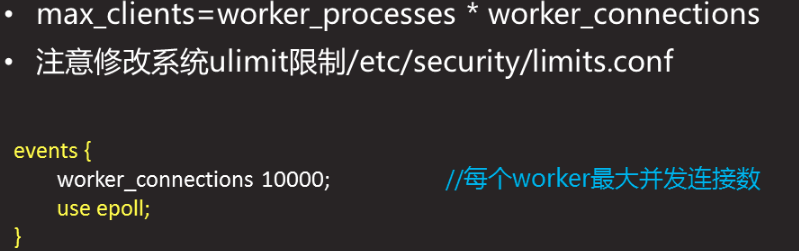 • max_clients=worker_processes * worker_connections
• 注意修改系统ulimit限制/etc/security/limits.conf
events {
worker_connections 10000; //每个worker最大并发连接数
use epoll;
}